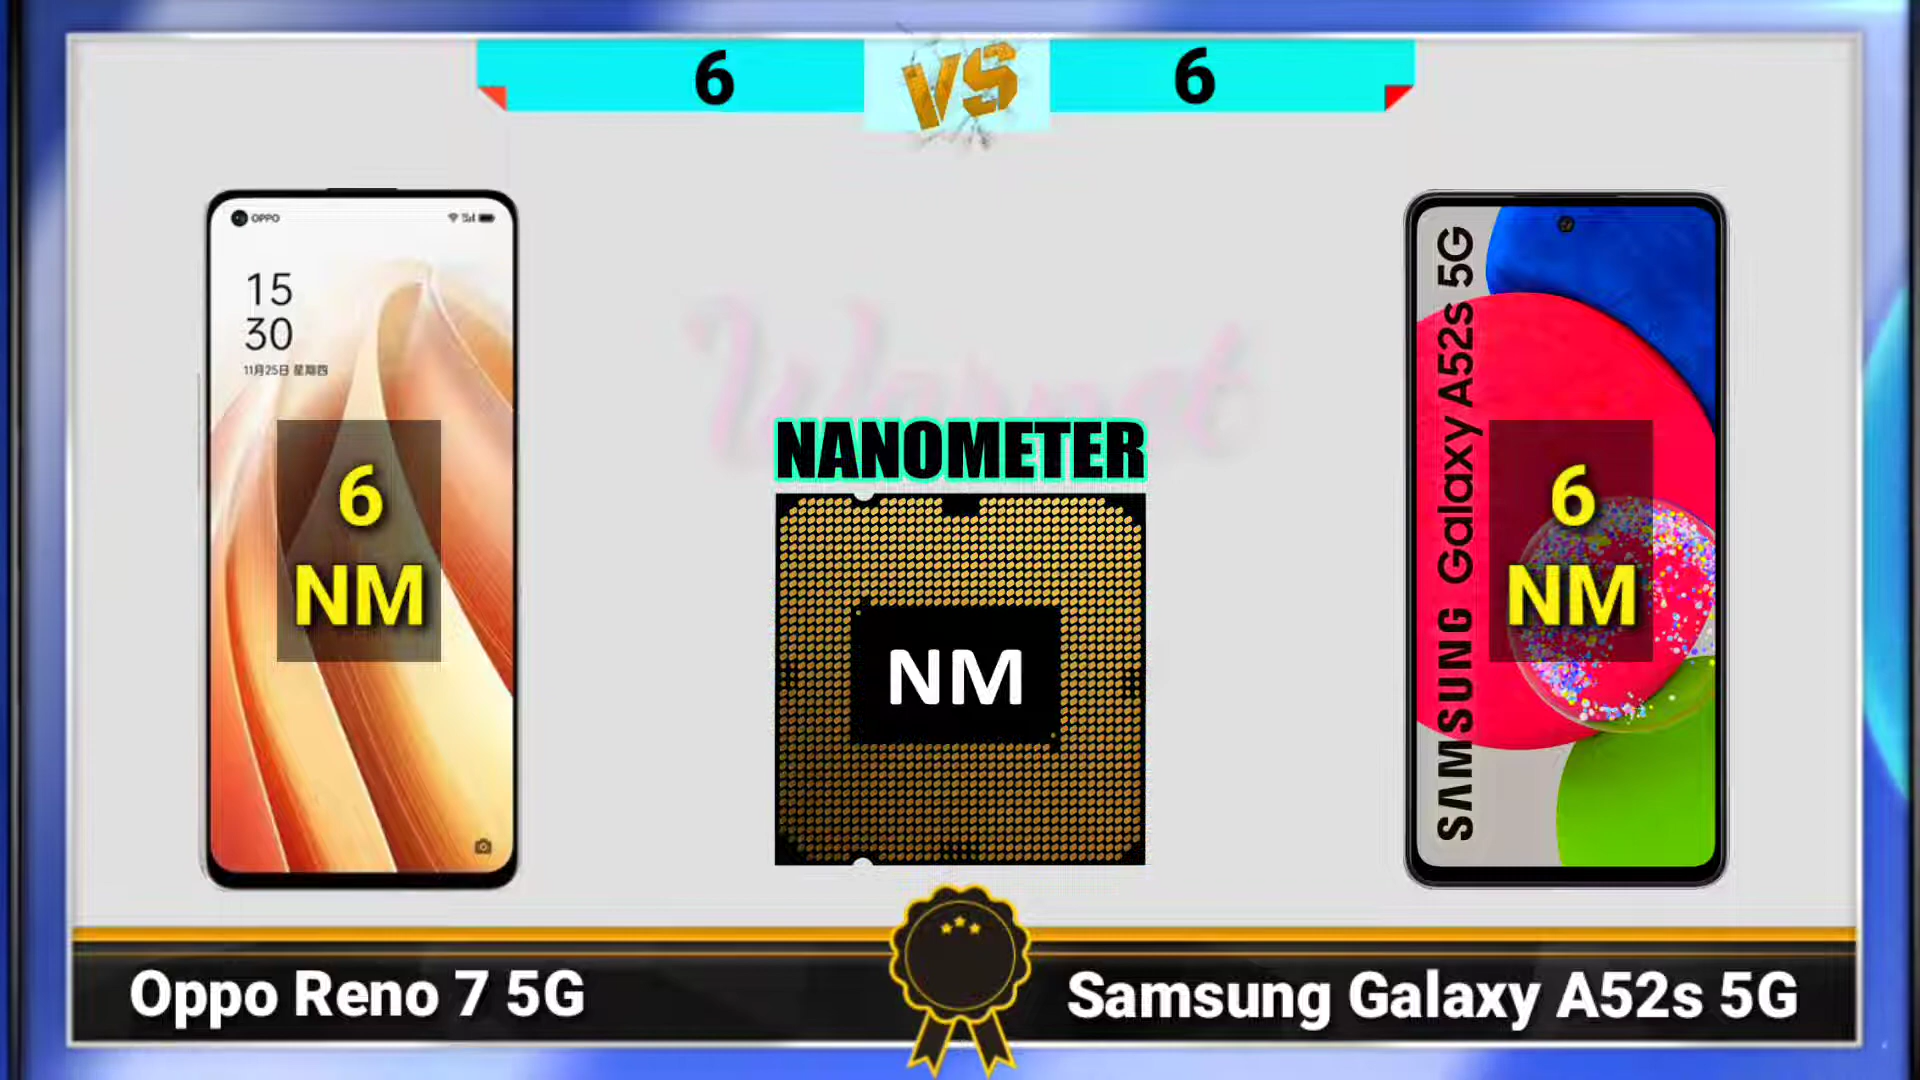 6
VS
6
OPPO
15
30
11月25日 星期四
6
NM
Warnet
NANOMETER
NM
SAMSUNG Galaxy A52s 5G
6
NM
Oppo Reno 7 5G
Samsung Galaxy A52s 5G